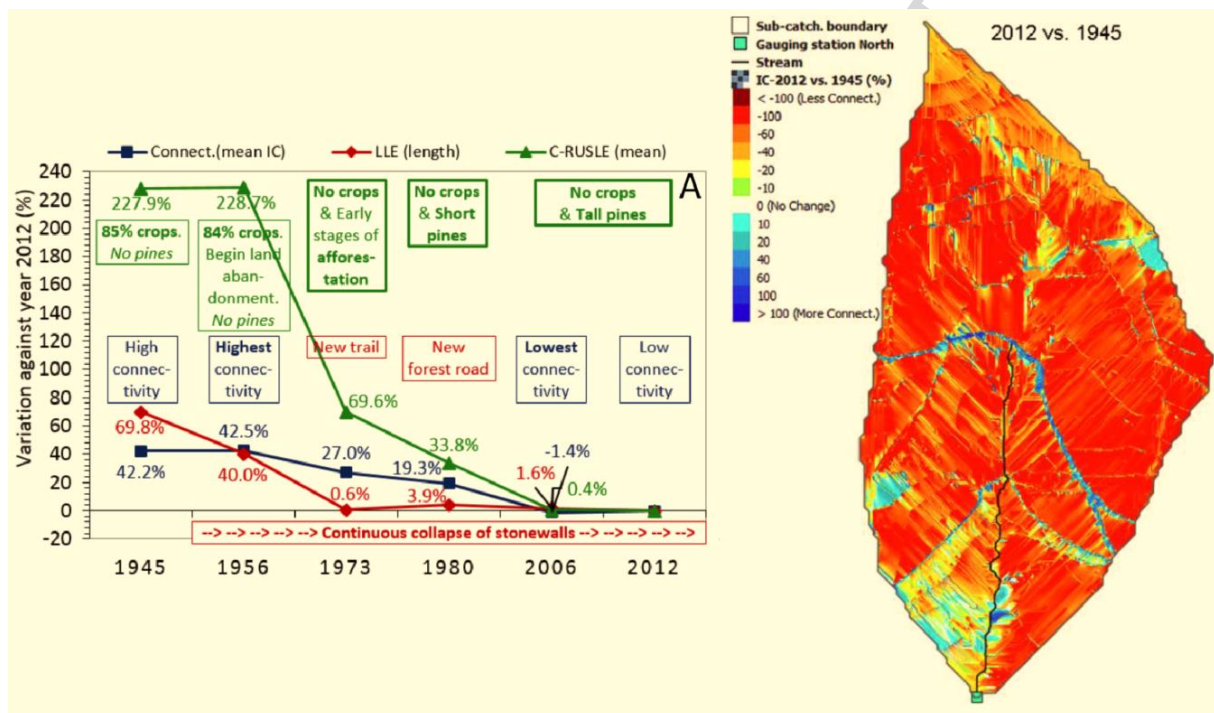 Connect.(mean IC)
LLE (length)
C-RUSLE (mean)
A
Variation against year 2012 (%)
240
220
200
180
160
140
120
100
80
60
40
20
0
-20
227.9%
228.7%
85% crops.
No pines
84% crops.
Begin land
aban-
donment.
No pines
No crops
& Early
stages of
afforес-
tation
No crops
& Short
pines
No crops
& Tall pines
High
connec-
tivity
Highest
connec-
tivity
New trail
New
forest road
Lowest
connec-
tivity
Low
connec-
tivity
69.8%
42.2%
42.5%
40.0%
69.6%
27.0%
0.6%
33.8%
19.3%
3.9%
-1.4%
1.6%
0.4%
--> --> --> --> --> Continuous collapse of stonewalls --> --> --> --> -->
1945
1956
1973
1980
2006
2012
Sub-catch. boundary
Gauging station North
Stream
IC-2012 vs. 1945 (%)
< -100 (Less Connect.)
-100
-60
-40
-20
-10
0 (No Change)
10
20
40
60
100
> 100 (More Connect.)
2012 vs. 1945